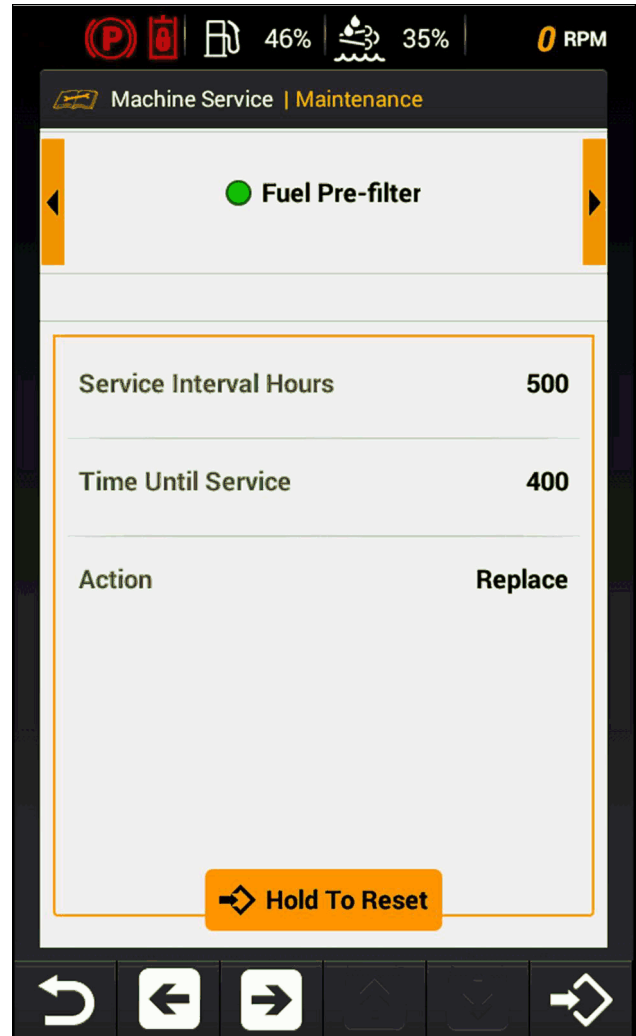 P 46% 35% 0 RPM
Machine Service | Maintenance
Fuel Pre-filter
Service Interval Hours 500
Time Until Service 400
Action Replace
Hold To Reset